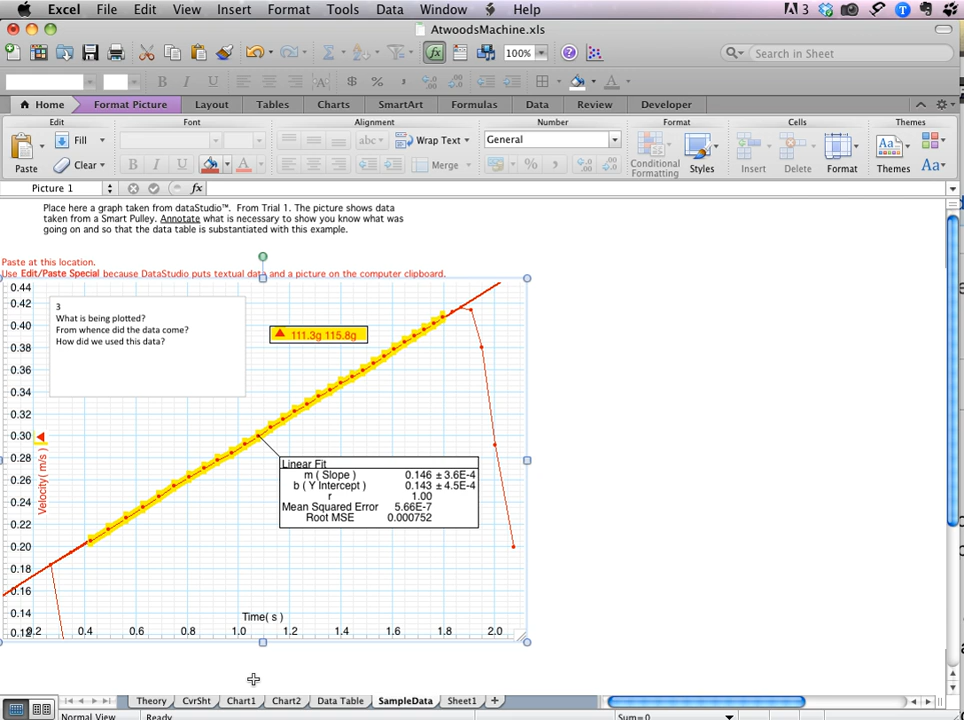 Excel File Edit View Insert Format Tools Data Window Help
3
AtwoodsMachine.xls
100%
Search in Sheet
Home Format Picture Layout Tables Charts SmartArt Formulas Data Review Developer
Edit Font Alignment Number Format Cells Themes
Fill abc Wrap Text General
Paste Clear Merge Conditional Formatting Styles Insert Delete Format Themes Aa
Picture 1 fx
Place here a graph taken from dataStudio™. From Trial 1. The picture shows data
taken from a Smart Pulley. Annotate what is necessary to show you know what was
going on and so that the data table is substantiated with this example.
Paste at this location.
Use Edit/Paste Special because DataStudio puts textual data and a picture on the computer clipboard.
0.44
0.42
0.40
0.38
0.36
0.34
0.32
0.30
0.28
0.26
0.24
0.22
0.20
0.18
0.16
0.14
0.12
3
What is being plotted?
From whence did the data come?
How did we used this data?
111.3g 115.8g
Velocity( m/s )
Linear Fit
m ( Slope ) 0.146 ± 3.6E-4
b ( Y Intercept ) 0.143 ± 4.5E-4
r 1.00
Mean Squared Error 5.66E-7
Root MSE 0.000752
Time( s )
0.2 0.4 0.6 0.8 1.0 1.2 1.4 1.6 1.8 2.0
Theory CvrSht Chart1 Chart2 Data Table SampleData Sheet1
Normal View Ready Sum=0